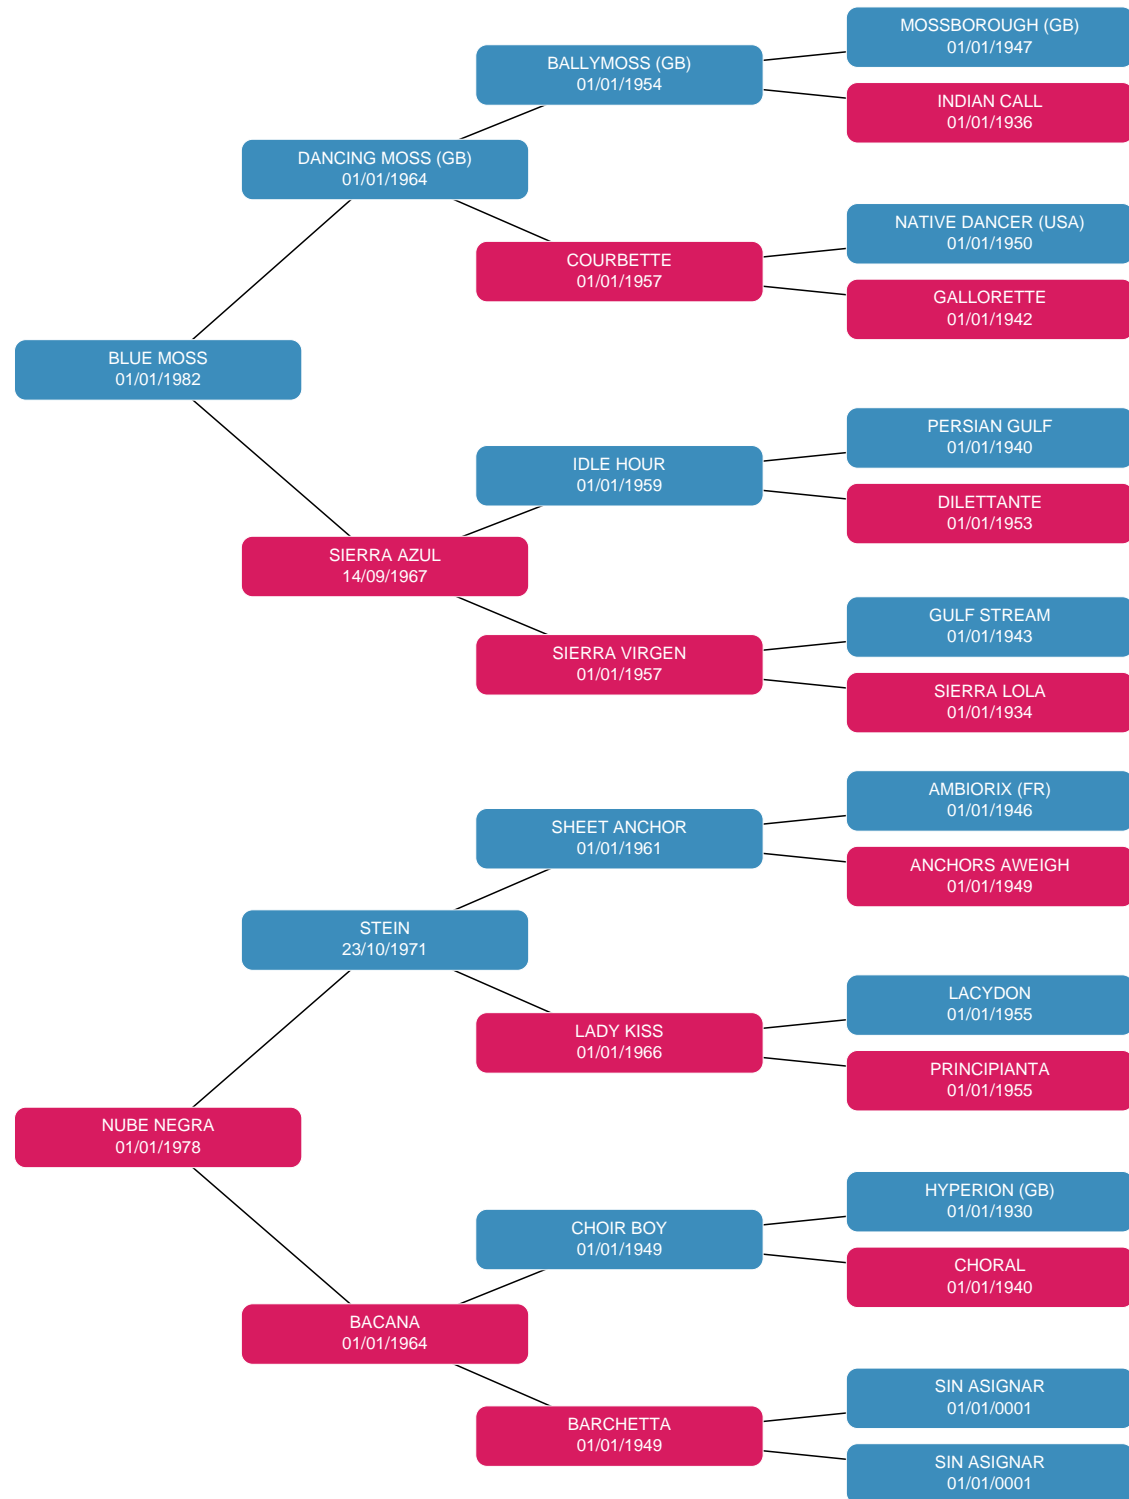 MOSSBOROUGH (GB)
01/01/1947
BALLYMOSS (GB)
01/01/1954
INDIAN CALL
01/01/1936
DANCING MOSS (GB)
01/01/1964
NATIVE DANCER (USA)
01/01/1950
COURBETTE
01/01/1957
GALLORETTE
01/01/1942
BLUE MOSS
01/01/1982
PERSIAN GULF
01/01/1940
IDLE HOUR
01/01/1959
DILETTANTE
01/01/1953
SIERRA AZUL
14/09/1967
GULF STREAM
01/01/1943
SIERRA VIRGEN
01/01/1957
SIERRA LOLA
01/01/1934
AMBIORIX (FR)
01/01/1946
SHEET ANCHOR
01/01/1961
ANCHORS AWEIGH
01/01/1949
STEIN
23/10/1971
LACYDON
01/01/1955
LADY KISS
01/01/1966
PRINCIPIANTA
01/01/1955
NUBE NEGRA
01/01/1978
HYPERION (GB)
01/01/1930
CHOIR BOY
01/01/1949
CHORAL
01/01/1940
BACANA
01/01/1964
SIN ASIGNAR
01/01/0001
BARCHETTA
01/01/1949
SIN ASIGNAR
01/01/0001